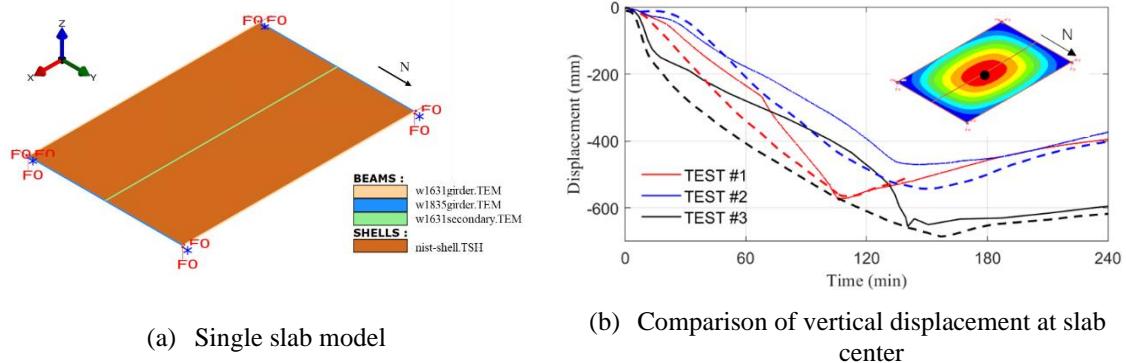 Z
X
Y
F0 F0
F0
N
F0
F0
F0 F0
F0
F0
F0
BEAMS :
w1631girder.TEM
w1835girder.TEM
w1631secondary.TEM
SHELLS :
nist-shell.TSH
(a) Single slab model
0
-200
-400
-600
Displacement (mm)
N
TEST #1
TEST #2
TEST #3
0 60 120 180 240
Time (min)
(b) Comparison of vertical displacement at slab
center